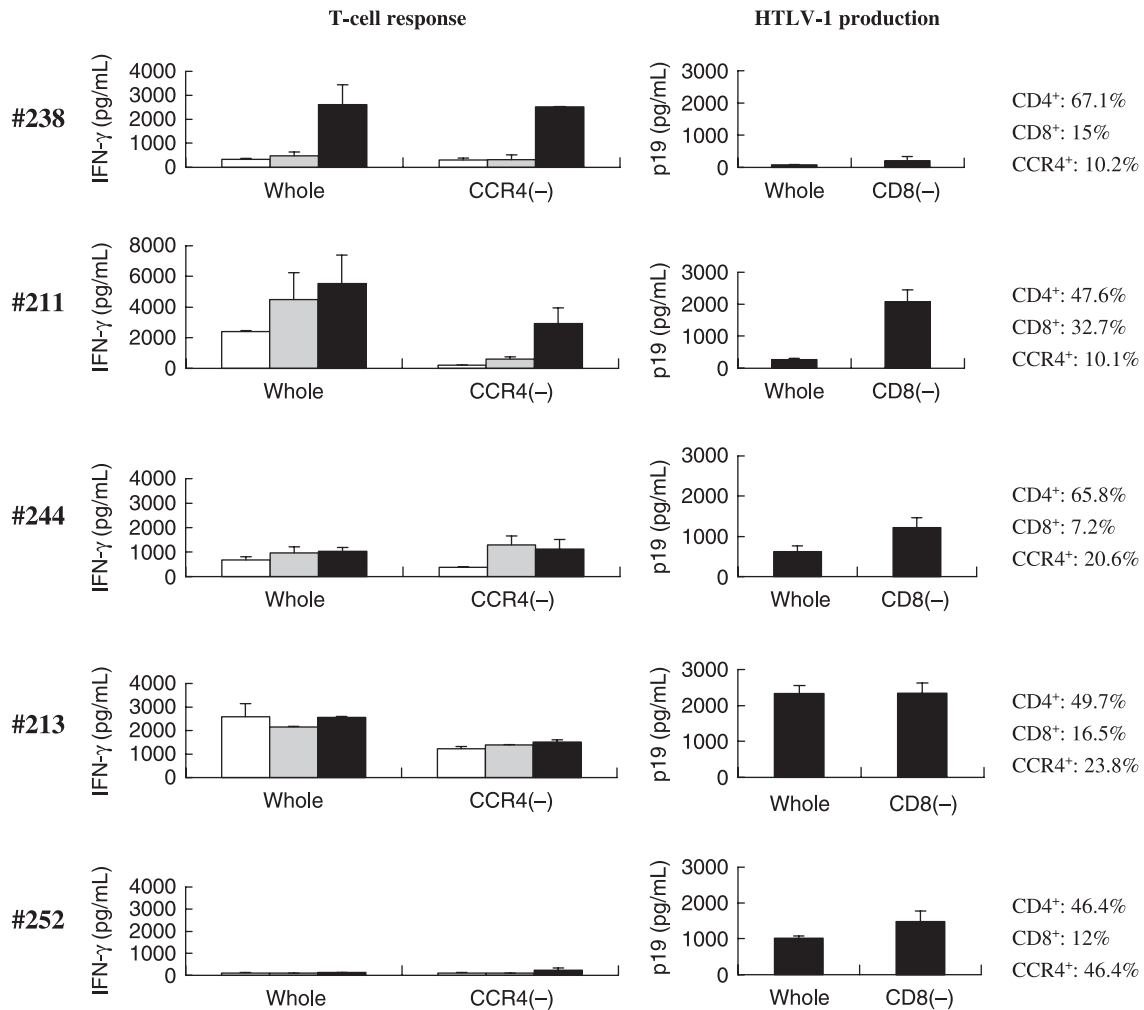 T-cell response
HTLV-1 production
#238
IFN-γ (pg/mL)
4000
3000
2000
1000
0
Whole
CCR4(–)
p19 (pg/mL)
3000
2000
1000
0
Whole
CD8(–)
CD4⁺: 67.1%
CD8⁺: 15%
CCR4⁺: 10.2%
#211
IFN-γ (pg/mL)
8000
6000
4000
2000
0
Whole
CCR4(–)
p19 (pg/mL)
3000
2000
1000
0
Whole
CD8(–)
CD4⁺: 47.6%
CD8⁺: 32.7%
CCR4⁺: 10.1%
#244
IFN-γ (pg/mL)
4000
3000
2000
1000
0
Whole
CCR4(–)
p19 (pg/mL)
3000
2000
1000
0
Whole
CD8(–)
CD4⁺: 65.8%
CD8⁺: 7.2%
CCR4⁺: 20.6%
#213
IFN-γ (pg/mL)
4000
3000
2000
1000
0
Whole
CCR4(–)
p19 (pg/mL)
3000
2000
1000
0
Whole
CD8(–)
CD4⁺: 49.7%
CD8⁺: 16.5%
CCR4⁺: 23.8%
#252
IFN-γ (pg/mL)
4000
3000
2000
1000
0
Whole
CCR4(–)
p19 (pg/mL)
3000
2000
1000
0
Whole
CD8(–)
CD4⁺: 46.4%
CD8⁺: 12%
CCR4⁺: 46.4%